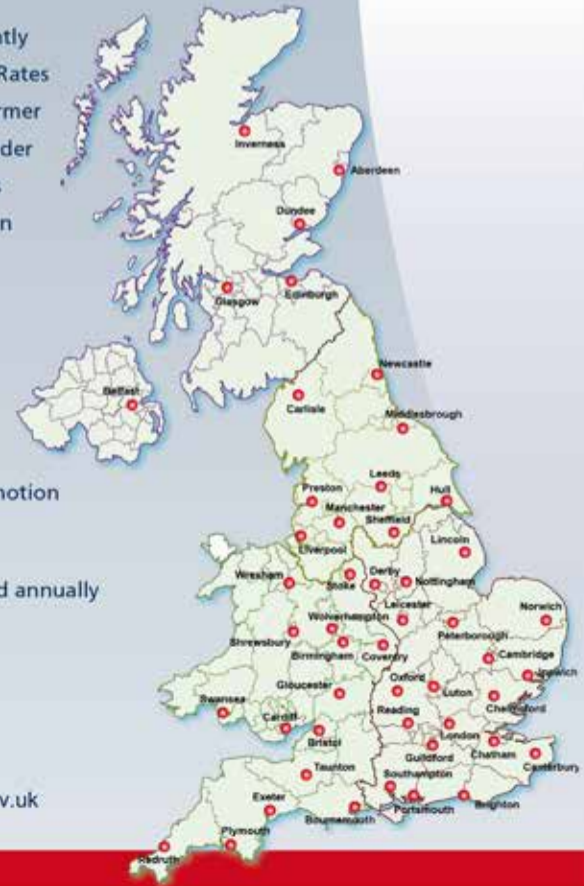 ntly
Rates
rmer
der
n
notion
d annually
v.uk
Inverness
Aberdeen
Dundee
Glasgow
Edinburgh
Belfast
Newcastle
Carlisle
Middlesbrough
Leeds
Preston
Hull
Manchester
Sheffield
Liverpool
Lincoln
Wrexham
Stoke
Derby
Nottingham
Leicester
Norwich
Wolverhampton
Peterborough
Shrewsbury
Birmingham
Coventry
Cambridge
Ipswich
Oxford
Gloucester
Luton
Chelmsford
Swansea
Reading
Cardiff
London
Bristol
Guildford
Chatham
Canterbury
Taunton
Southampton
Exeter
Portsmouth
Brighton
Bournemouth
Plymouth
Redruth